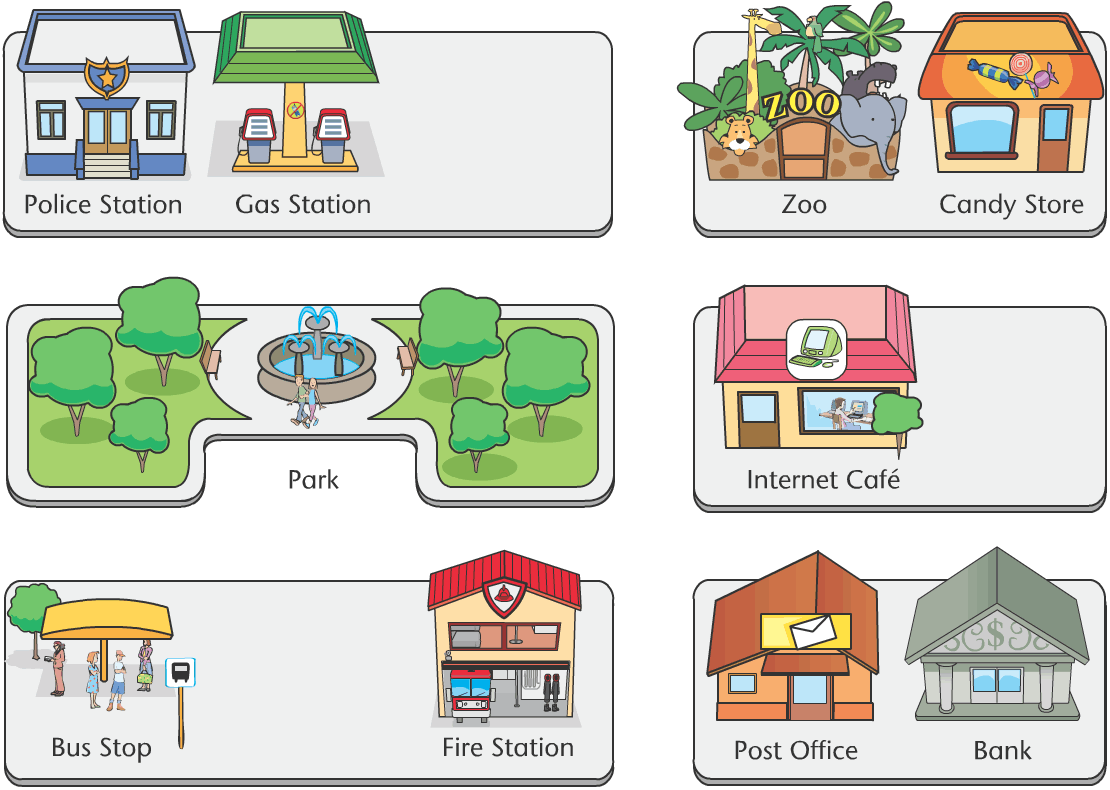 Police Station
Gas Station
ZOO
Zoo
Candy Store
Park
Internet Café
Bus Stop
Fire Station
$
Post Office
Bank